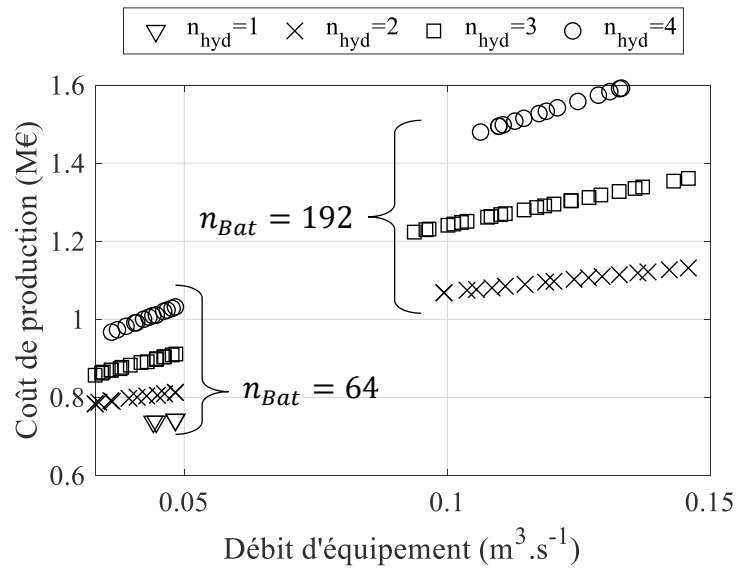 n_hyd=1 n_hyd=2 n_hyd=3 n_hyd=4
Coût de production (M€)
1.6
1.4
1.2
1
0.8
0.6
n_Bat = 192
n_Bat = 64
0.05 0.1 0.15
Débit d'équipement (m³.s⁻¹)